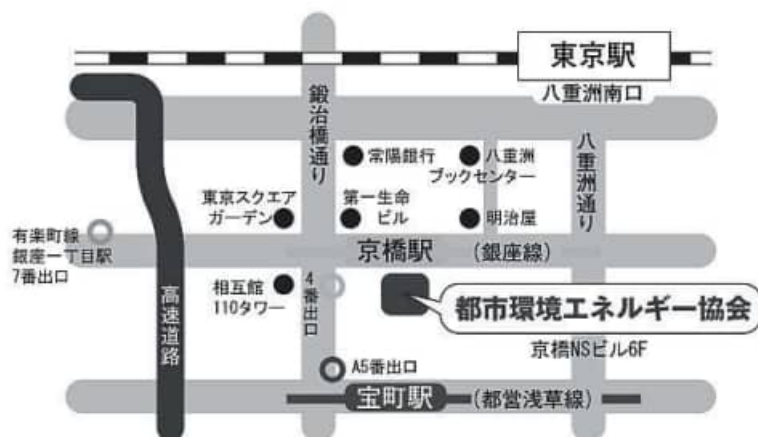 東京駅
八重洲南口
鍛治橋通り
常陽銀行
八重洲
ブックセンター
八重洲通り
東京スクエア
ガーデン
第一生命
ビル
明治屋
有楽町線
銀座一丁目駅
7番出口
京橋駅
(銀座線)
高速道路
相互館
110タワー
4番出口
都市環境エネルギー協会
京橋NSビル6F
A5番出口
宝町駅
(都営浅草線)